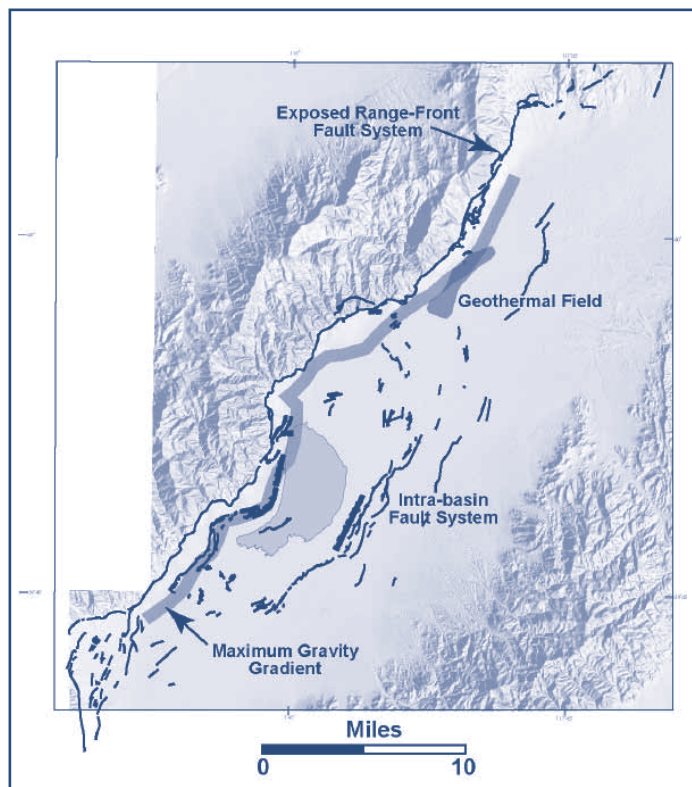 Exposed Range-Front
Fault System
Geothermal Field
Intra-basin
Fault System
Maximum Gravity
Gradient
Miles
0 10